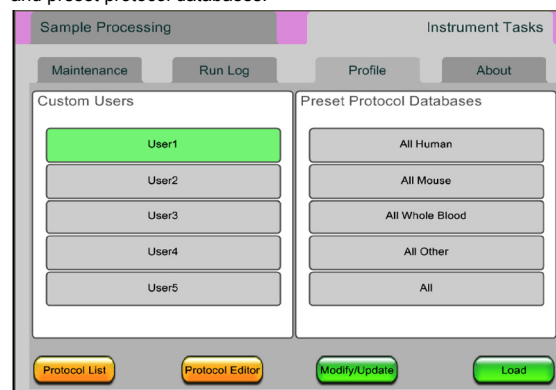 and preset protocol databases.
Sample Processing
Instrument Tasks
Maintenance
Run Log
Profile
About
Custom Users
Preset Protocol Databases
User1
All Human
User2
All Mouse
User3
All Whole Blood
User4
All Other
User5
All
Protocol List
Protocol Editor
Modify/Update
Load